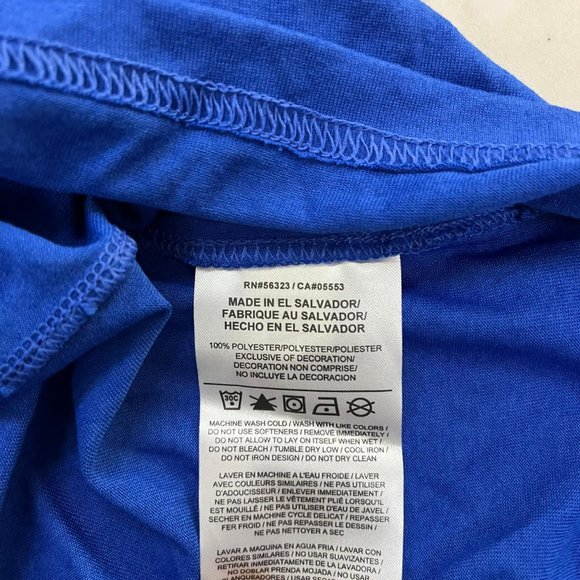 RN#56323 / CA#05553
MADE IN EL SALVADOR/
FABRIQUE AU SALVADOR/
HECHO EN EL SALVADOR
100% POLYESTER/POLYESTER/POLIESTER
EXCLUSIVE OF DECORATION/
DECORATION NON COMPRISE/
NO INCLUYE LA DECORACION
30C
MACHINE WASH COLD / WASH WITH LIKE COLORS /
DO NOT USE SOFTENERS / REMOVE IMMEDIATELY /
DO NOT ALLOW TO LAY ON ITSELF WHEN WET /
DO NOT BLEACH / TUMBLE DRY LOW / COOL IRON /
DO NOT IRON DESIGN / DO NOT DRY CLEAN
LAVER EN MACHINE A L'EAU FROIDE / LAVER
AVEC COULEURS SIMILAIRES / NE PAS UTILISER
D'ADOUCISSEUR / ENLEVER IMMEDIATEMENT /
NE PAS LAISSER LE VÊTEMENT PLIÉ LORSQU'IL
EST MOUILLÉ / NE PAS UTILISER D'EAU DE JAVEL /
SECHER EN MACHINE CYCLE DELICAT / REPASSER
FER FROID / NE PAS REPASSER LE DESSIN /
NE PAS NETTOYER A SEC
LAVAR A MAQUINA EN AGUA FRIA / LAVAR
CON COLORES SIMILARES / NO USAR SUAVIZANTES /
RETIRAR INMEDIATAMENTE DE LA LAVADORA /
NO DOBLAR PRENDA MOJADA / NO USAR